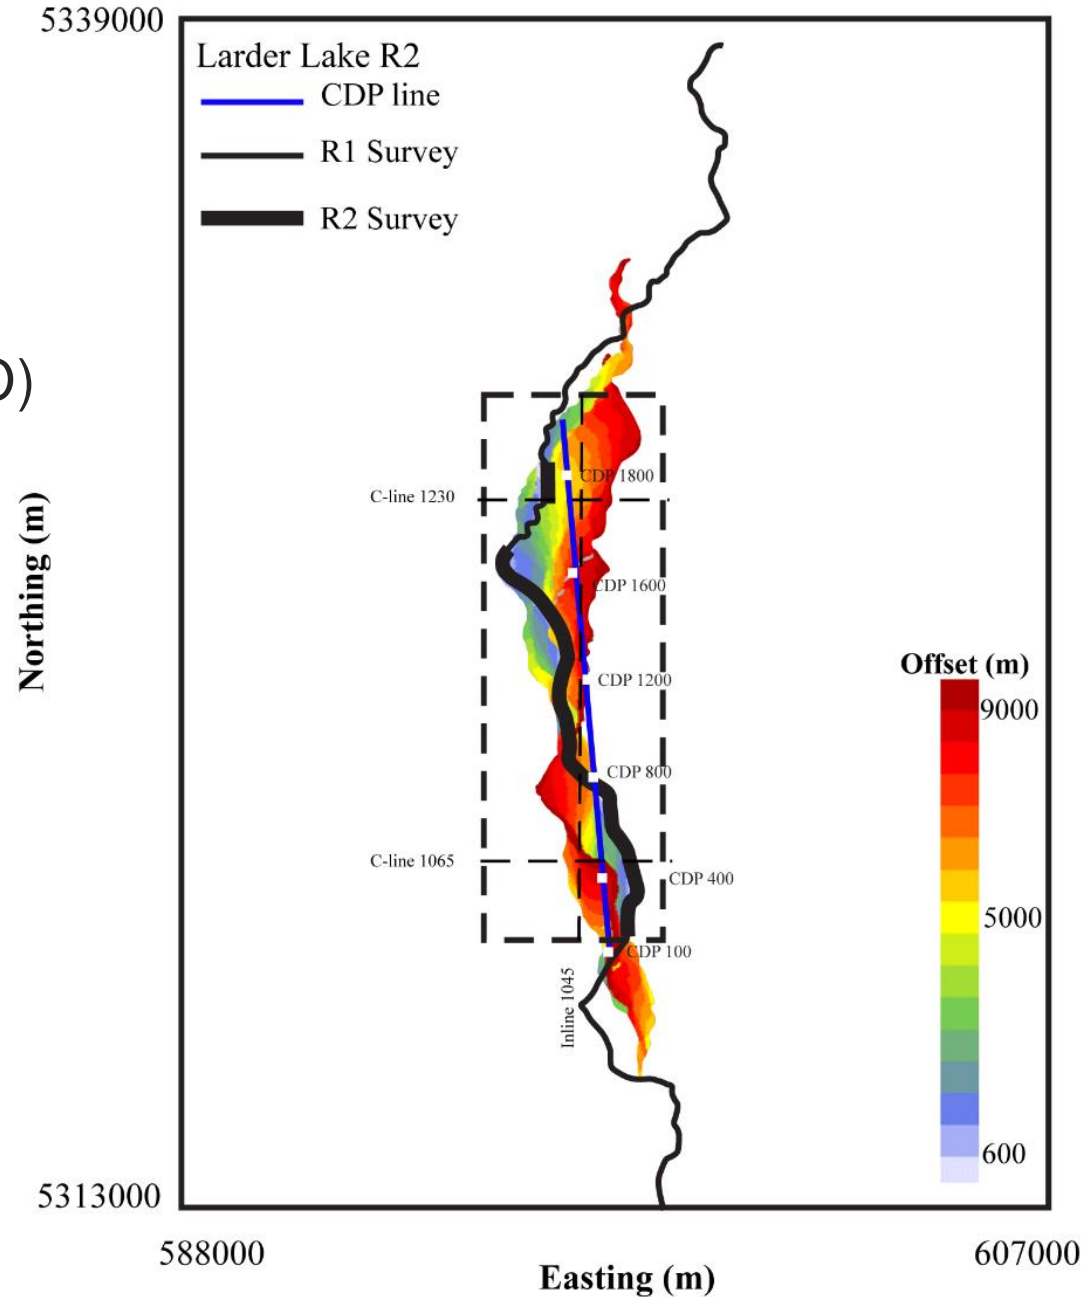 5339000
Larder Lake R2
CDP line
R1 Survey
R2 Survey
D)
CDP 1800
C-line 1230
CDP 1600
Northing (m)
Offset (m)
CDP 1200
9000
CDP 800
C-line 1065
CDP 400
5000
CDP 100
Inline 1045
600
5313000
588000
607000
Easting (m)